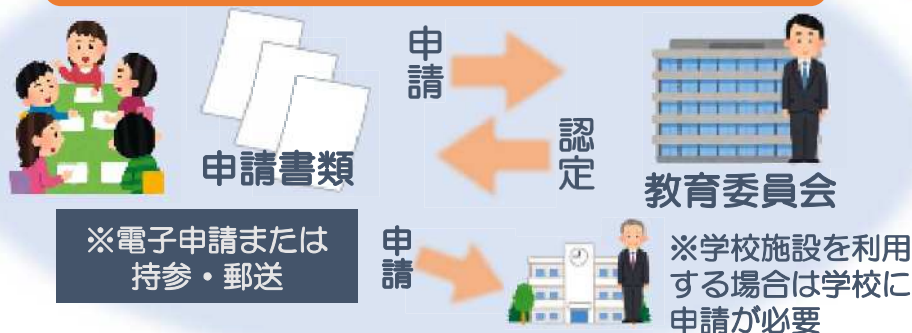 申請
申請書類
認定
教育委員会
※電子申請または
持参・郵送
申請
※学校施設を利用
する場合は学校に
申請が必要